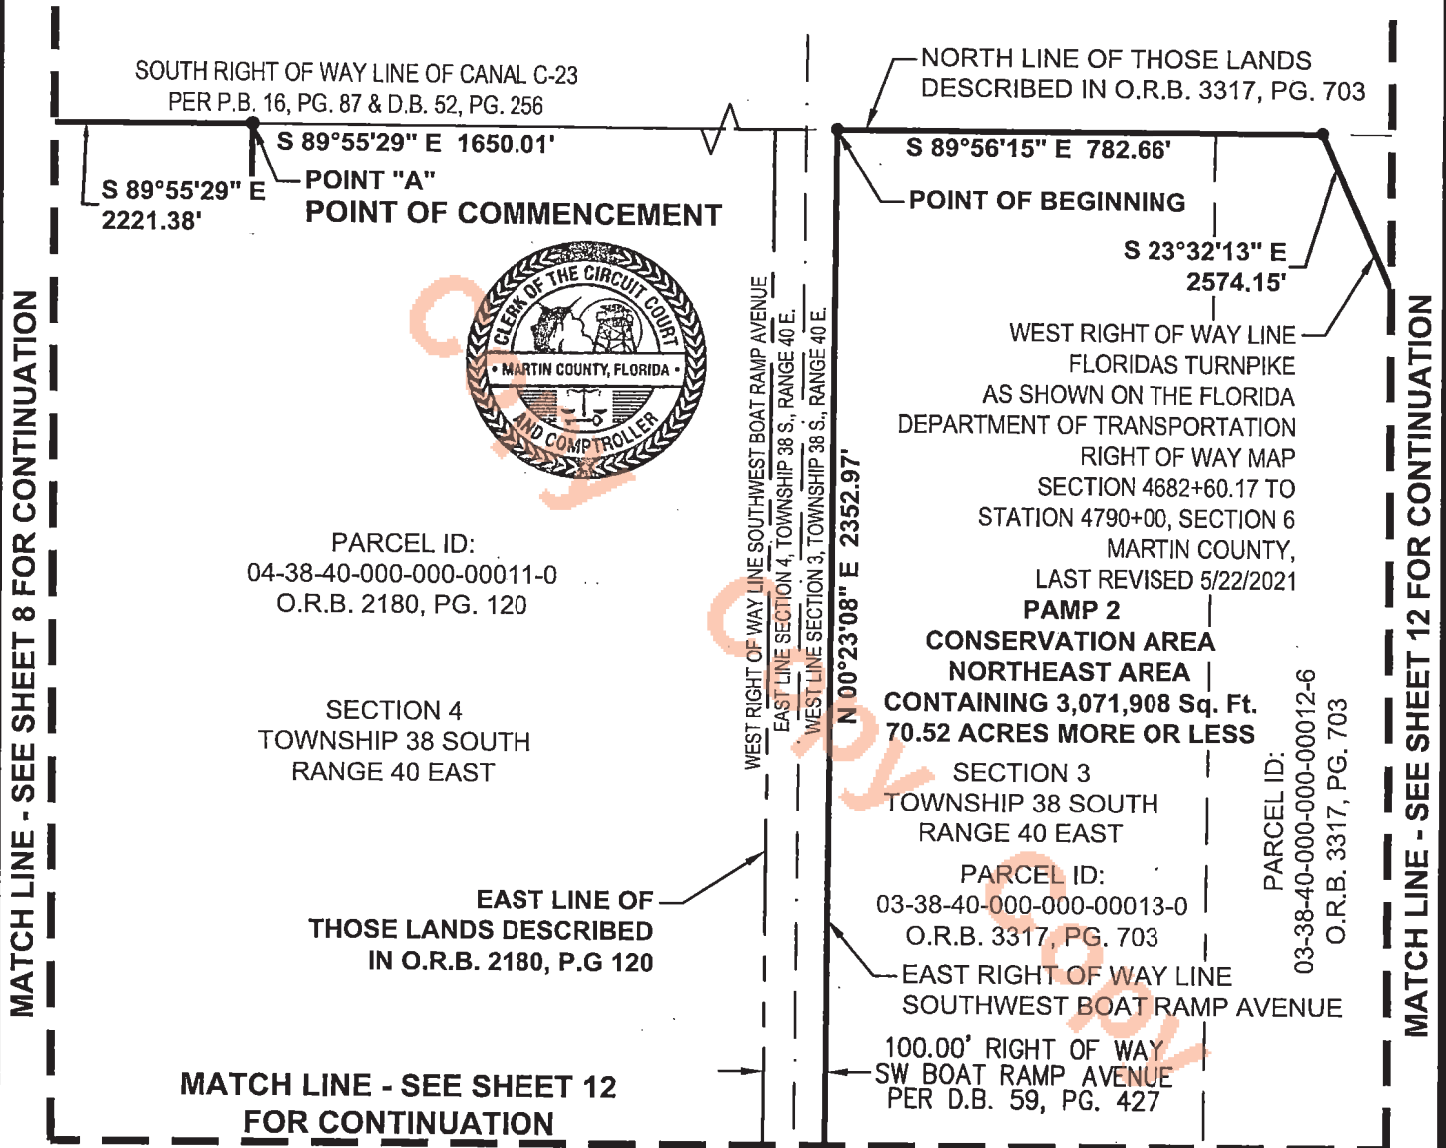 SOUTH RIGHT OF WAY LINE OF CANAL C-23
PER P.B. 16, PG. 87 & D.B. 52, PG. 256
NORTH LINE OF THOSE LANDS
DESCRIBED IN O.R.B. 3317, PG. 703
S 89°55'29" E 1650.01'
S 89°56'15" E 782.66'
S 89°55'29" E
2221.38'
POINT "A"
POINT OF COMMENCEMENT
POINT OF BEGINNING
S 23°32'13" E
2574.15'
CLERK OF THE CIRCUIT COURT
• MARTIN COUNTY, FLORIDA •
AND COMPTROLLER
WEST RIGHT OF WAY LINE
FLORIDAS TURNPIKE
AS SHOWN ON THE FLORIDA
DEPARTMENT OF TRANSPORTATION
RIGHT OF WAY MAP
SECTION 4682+60.17 TO
STATION 4790+00, SECTION 6
MARTIN COUNTY,
LAST REVISED 5/22/2021
MATCH LINE - SEE SHEET 8 FOR CONTINUATION
WEST RIGHT OF WAY LINE SOUTHWEST BOAT RAMP AVENUE
EAST LINE SECTION 4, TOWNSHIP 38 S., RANGE 40 E.
WEST LINE SECTION 3, TOWNSHIP 38 S., RANGE 40 E.
N 00°23'08" E 2352.97'
MATCH LINE - SEE SHEET 12 FOR CONTINUATION
PARCEL ID:
04-38-40-000-000-00011-0
O.R.B. 2180, PG. 120
PAMP 2
CONSERVATION AREA
NORTHEAST AREA
CONTAINING 3,071,908 Sq. Ft.
70.52 ACRES MORE OR LESS
SECTION 4
TOWNSHIP 38 SOUTH
RANGE 40 EAST
SECTION 3
TOWNSHIP 38 SOUTH
RANGE 40 EAST
PARCEL ID:
03-38-40-000-000-00012-6
O.R.B. 3317, PG. 703
PARCEL ID:
03-38-40-000-000-00013-0
O.R.B. 3317, PG. 703
EAST LINE OF
THOSE LANDS DESCRIBED
IN O.R.B. 2180, P.G 120
EAST RIGHT OF WAY LINE
SOUTHWEST BOAT RAMP AVENUE
100.00' RIGHT OF WAY
SW BOAT RAMP AVENUE
PER D.B. 59, PG. 427
MATCH LINE - SEE SHEET 12
FOR CONTINUATION
Copy
Copy
Copy